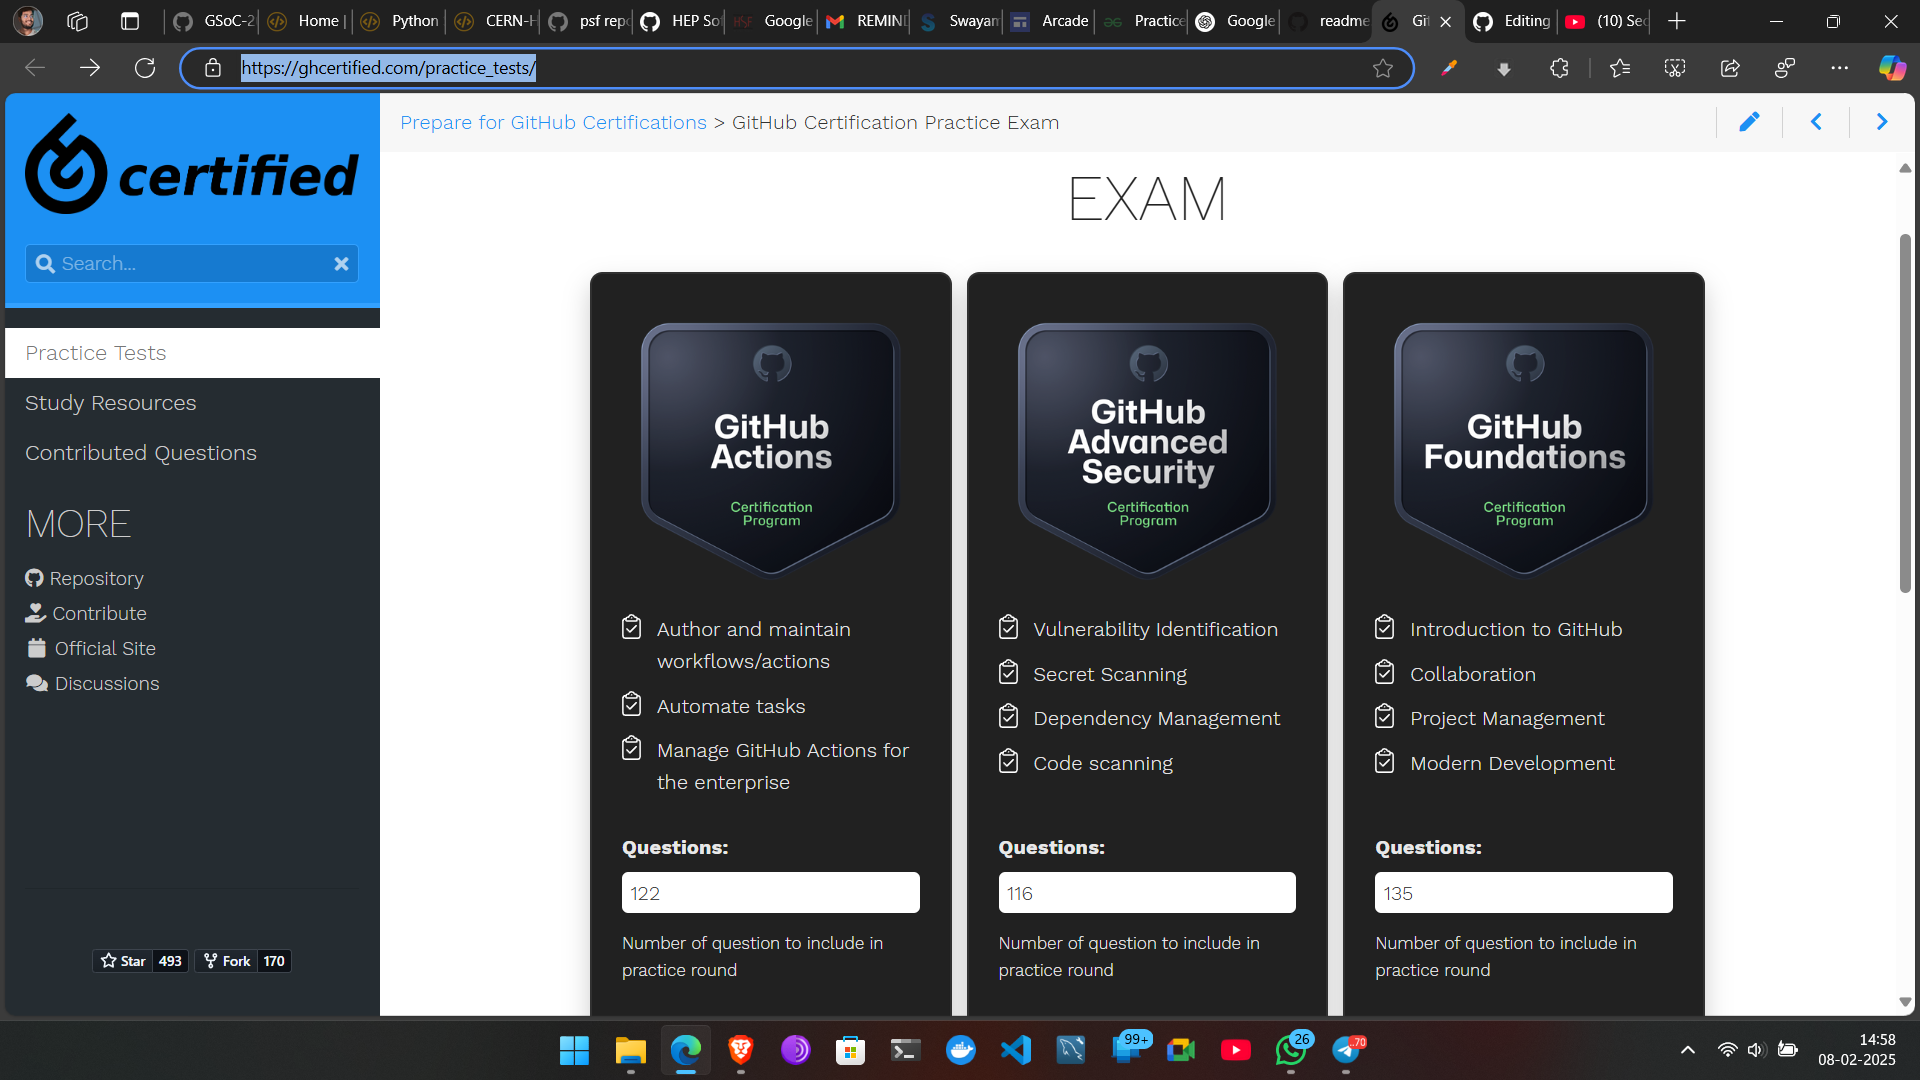 GSoC-2
Home |
Python
CERN-H
psf rep
HEP Sof
Google
REMIND
Swayam
Arcade
Practice
Google
readme
Git
Editing
(10) Sec
https://ghcertified.com/practice_tests/
certified
Search...
Practice Tests
Study Resources
Contributed Questions
MORE
Repository
Contribute
Official Site
Discussions
Star 493
Fork 170
Prepare for GitHub Certifications > GitHub Certification Practice Exam
EXAM
GitHub
Actions
Certification
Program
Author and maintain
workflows/actions
Automate tasks
Manage GitHub Actions for
the enterprise
Questions:
122
Number of question to include in
practice round
GitHub
Advanced
Security
Certification
Program
Vulnerability Identification
Secret Scanning
Dependency Management
Code scanning
Questions:
116
Number of question to include in
practice round
GitHub
Foundations
Certification
Program
Introduction to GitHub
Collaboration
Project Management
Modern Development
Questions:
135
Number of question to include in
practice round
99+
26
70
14:58
08-02-2025